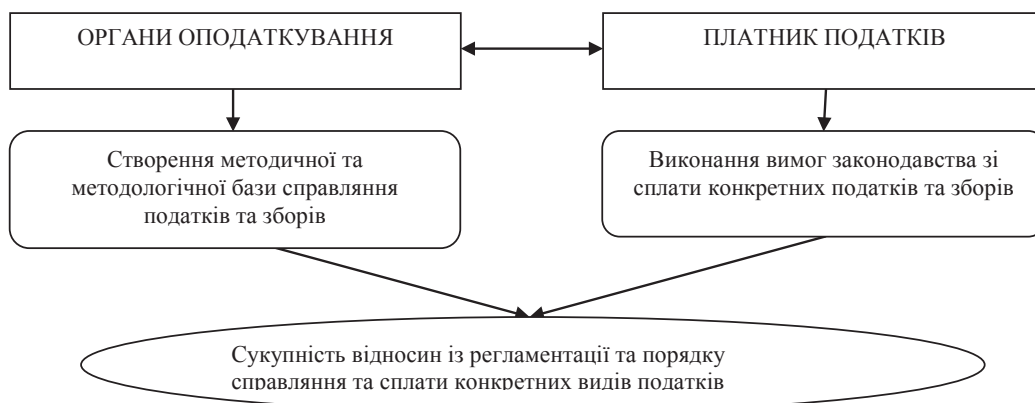 ОРГАНИ ОПОДАТКУВАННЯ
ПЛАТНИК ПОДАТКІВ
Створення методичної та
методологічної бази справляння
податків та зборів
Виконання вимог законодавства зі
сплати конкретних податків та зборів
Сукупність відносин із регламентації та порядку
справляння та сплати конкретних видів податків